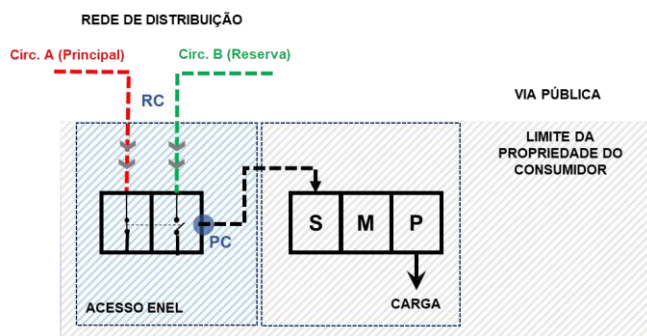 REDE DE DISTRIBUIÇÃO
Circ. A (Principal)
Circ. B (Reserva)
RC
VIA PÚBLICA
LIMITE DA
PROPRIEDADE DO
CONSUMIDOR
S M P
PC
ACESSO ENEL
CARGA